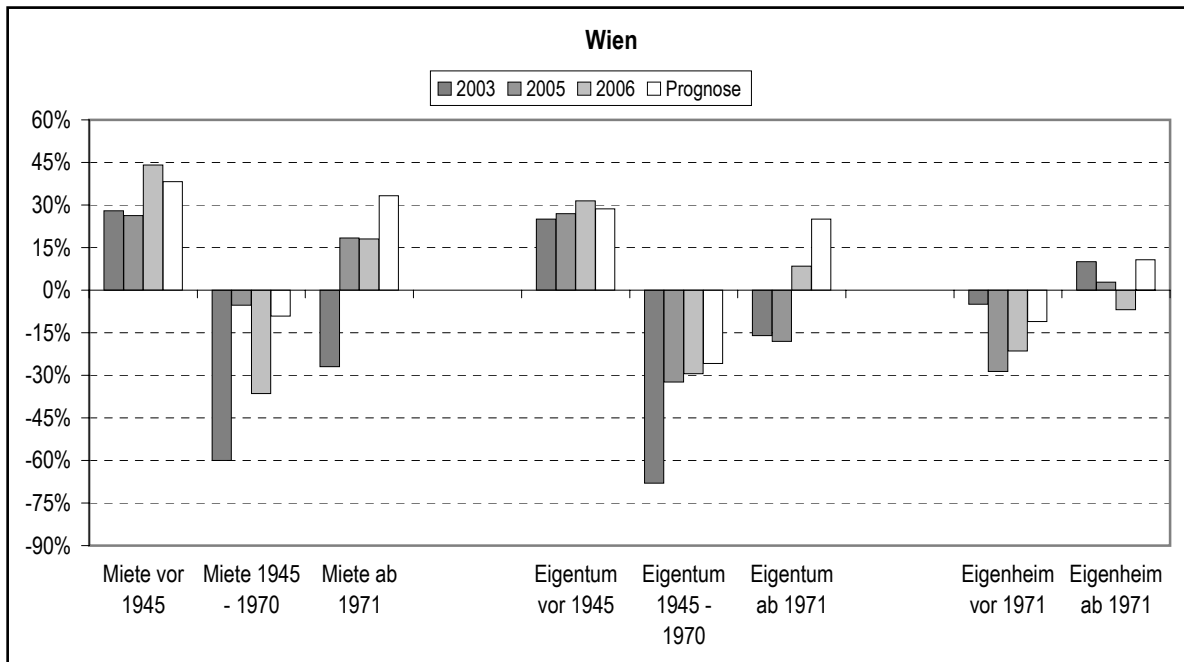 Wien
2003 2005 2006 Prognose
60%
45%
30%
15%
0%
-15%
-30%
-45%
-60%
-75%
-90%
Miete vor
1945
Miete 1945
- 1970
Miete ab
1971
Eigentum
vor 1945
Eigentum
1945 -
1970
Eigentum
ab 1971
Eigenheim
vor 1971
Eigenheim
ab 1971